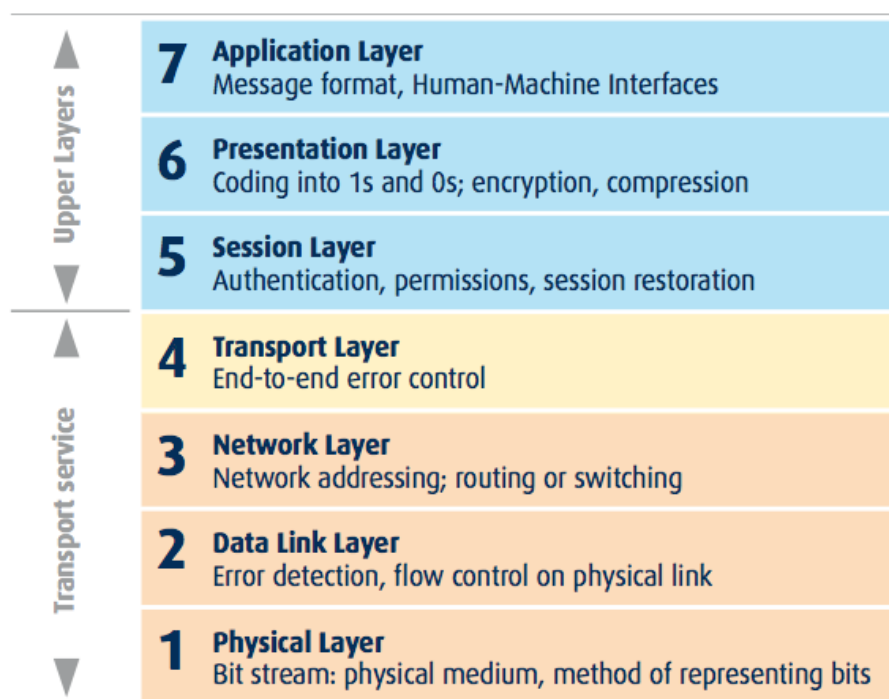 Upper Layers
7
Application Layer
Message format, Human-Machine Interfaces
6
Presentation Layer
Coding into 1s and 0s; encryption, compression
5
Session Layer
Authentication, permissions, session restoration
Transport service
4
Transport Layer
End-to-end error control
3
Network Layer
Network addressing; routing or switching
2
Data Link Layer
Error detection, flow control on physical link
1
Physical Layer
Bit stream: physical medium, method of representing bits